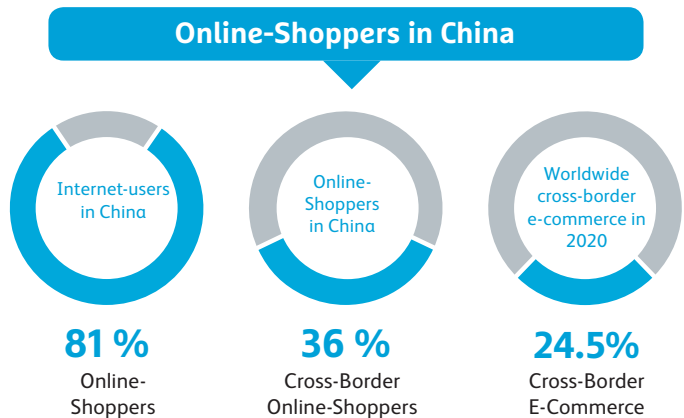 Online-Shoppers in China
Internet-users
in China
81 %
Online-
Shoppers
Online-
Shoppers
in China
36 %
Cross-Border
Online-Shoppers
Worldwide
cross-border
e-commerce in
2020
24.5%
Cross-Border
E-Commerce